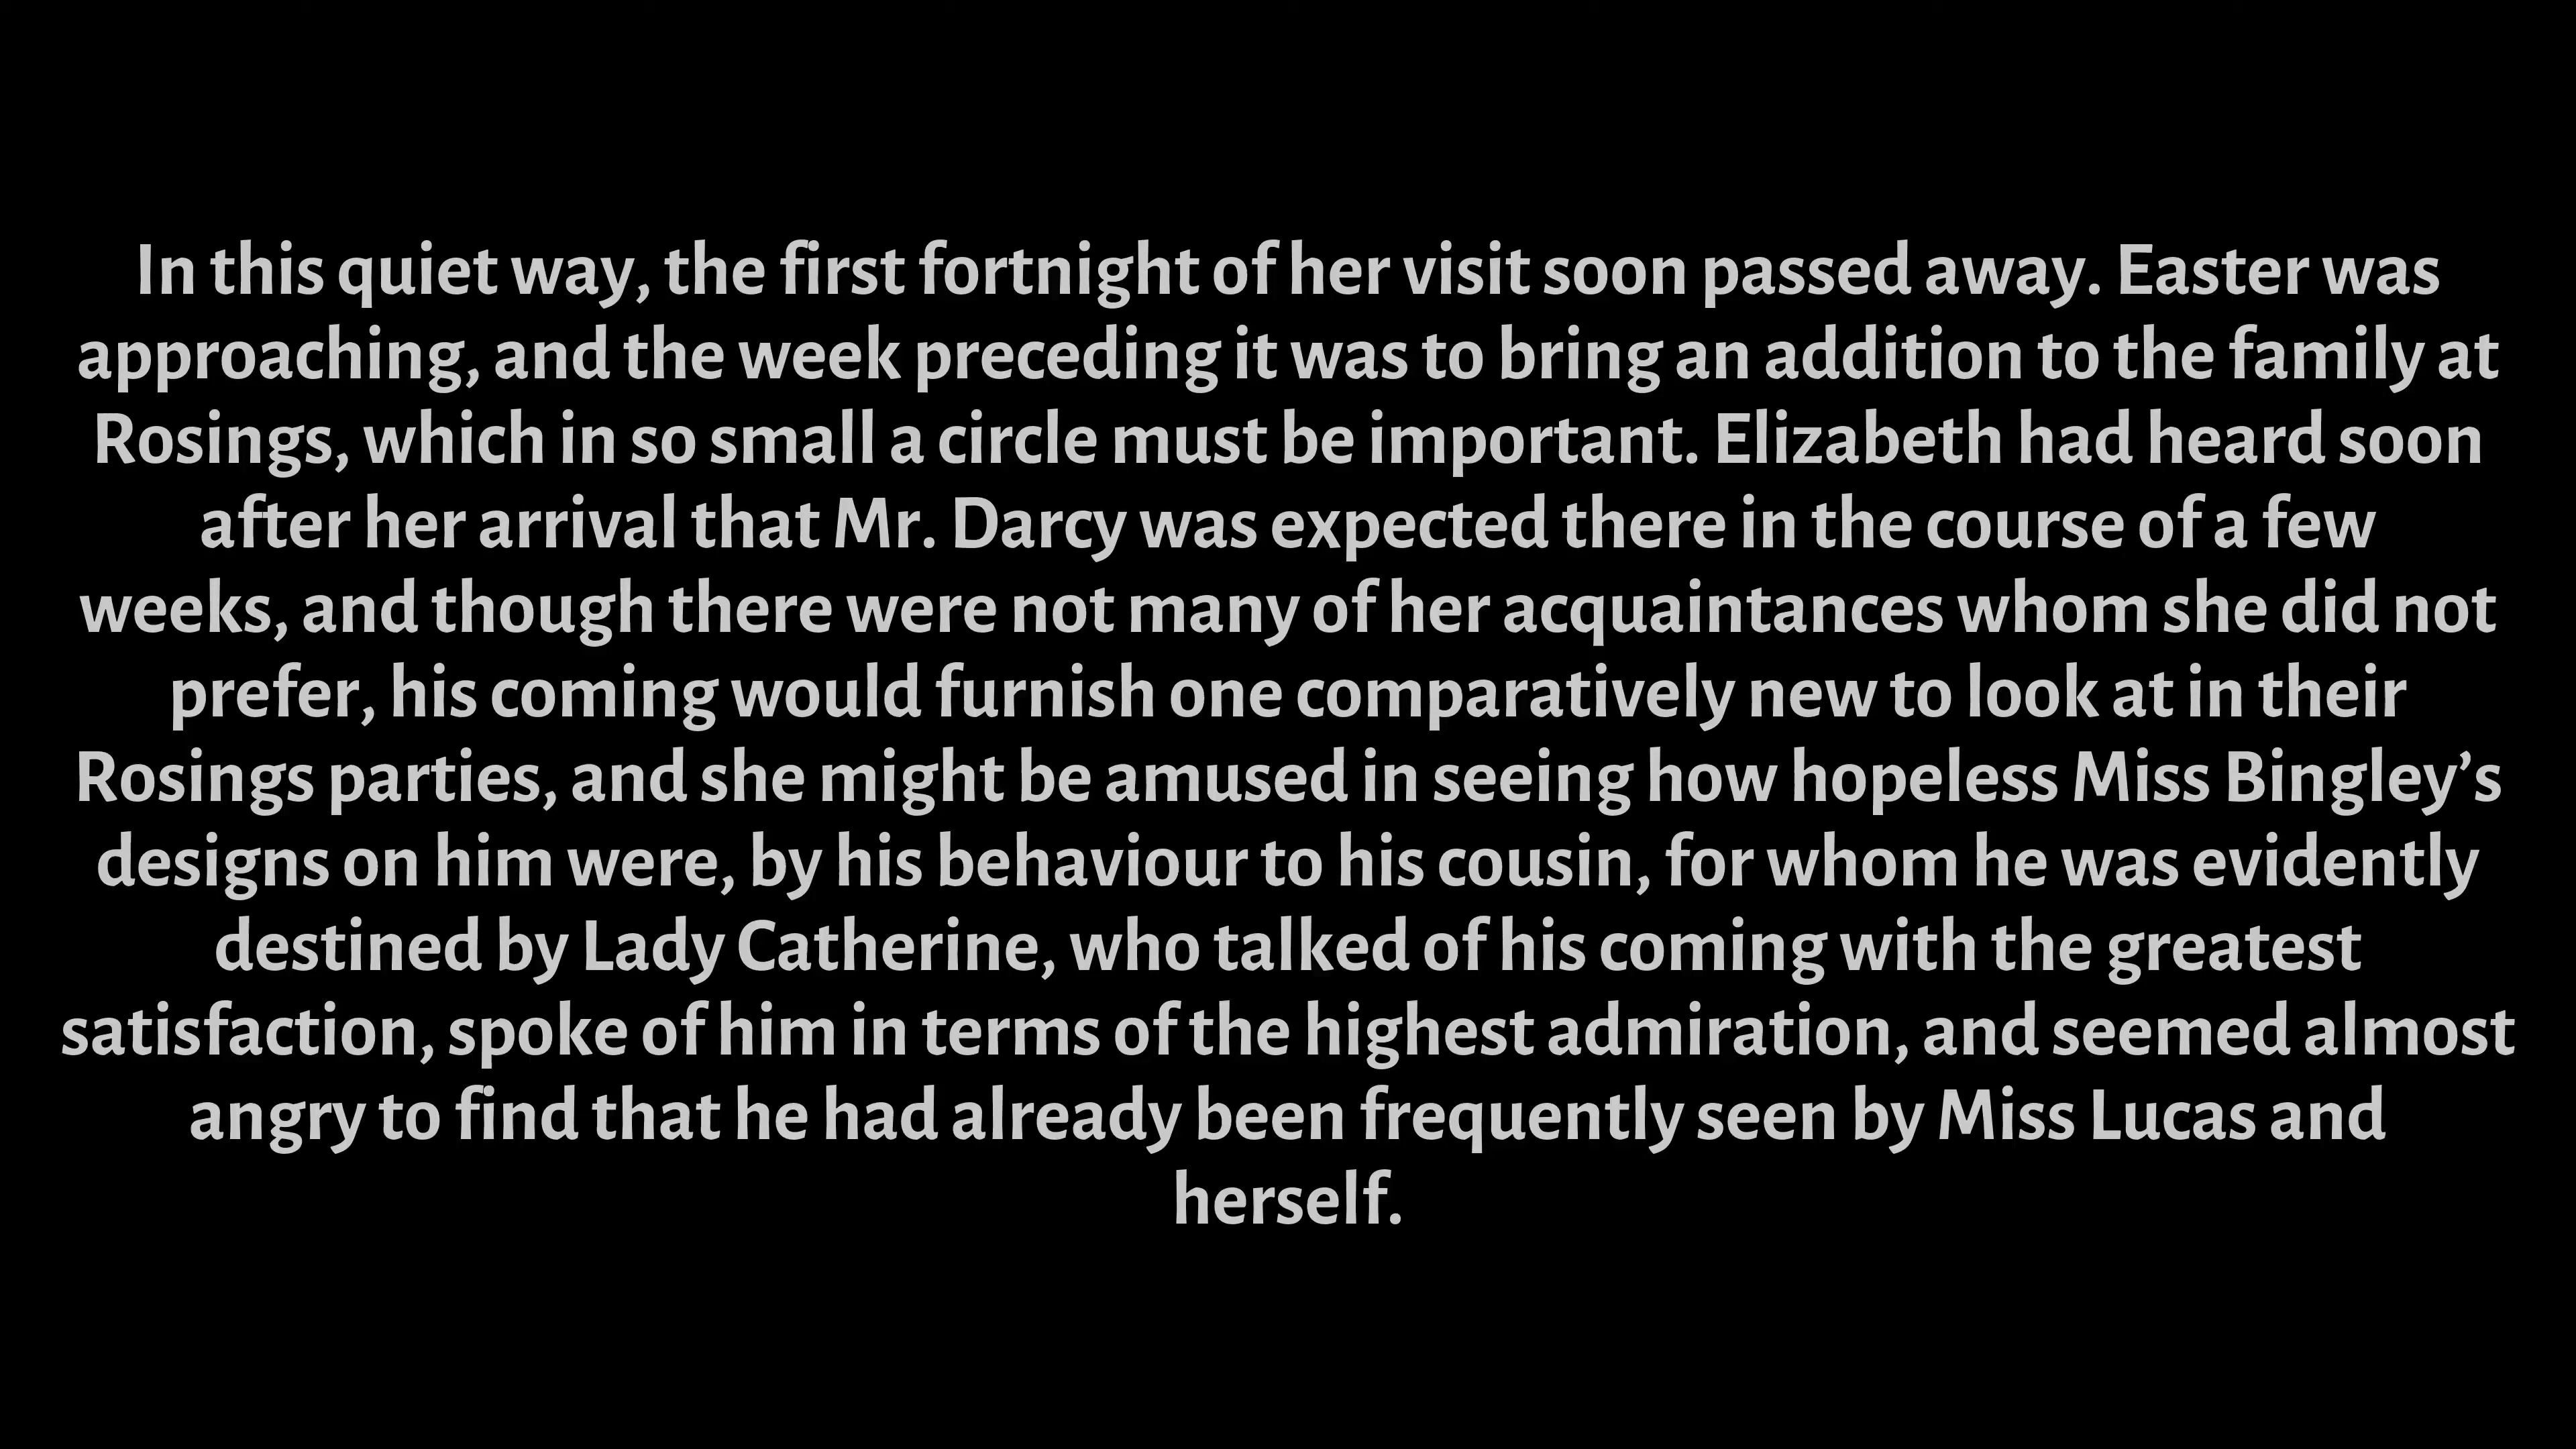 In this quiet way, the first fortnight of her visit soon passed away. Easter was
approaching, and the week preceding it was to bring an addition to the family at
Rosings, which in so small a circle must be important. Elizabeth had heard soon
after her arrival that Mr. Darcy was expected there in the course of a few
weeks, and though there were not many of her acquaintances whom she did not
prefer, his coming would furnish one comparatively new to look at in their
Rosings parties, and she might be amused in seeing how hopeless Miss Bingley’s
designs on him were, by his behaviour to his cousin, for whom he was evidently
destined by Lady Catherine, who talked of his coming with the greatest
satisfaction, spoke of him in terms of the highest admiration, and seemed almost
angry to find that he had already been frequently seen by Miss Lucas and
herself.